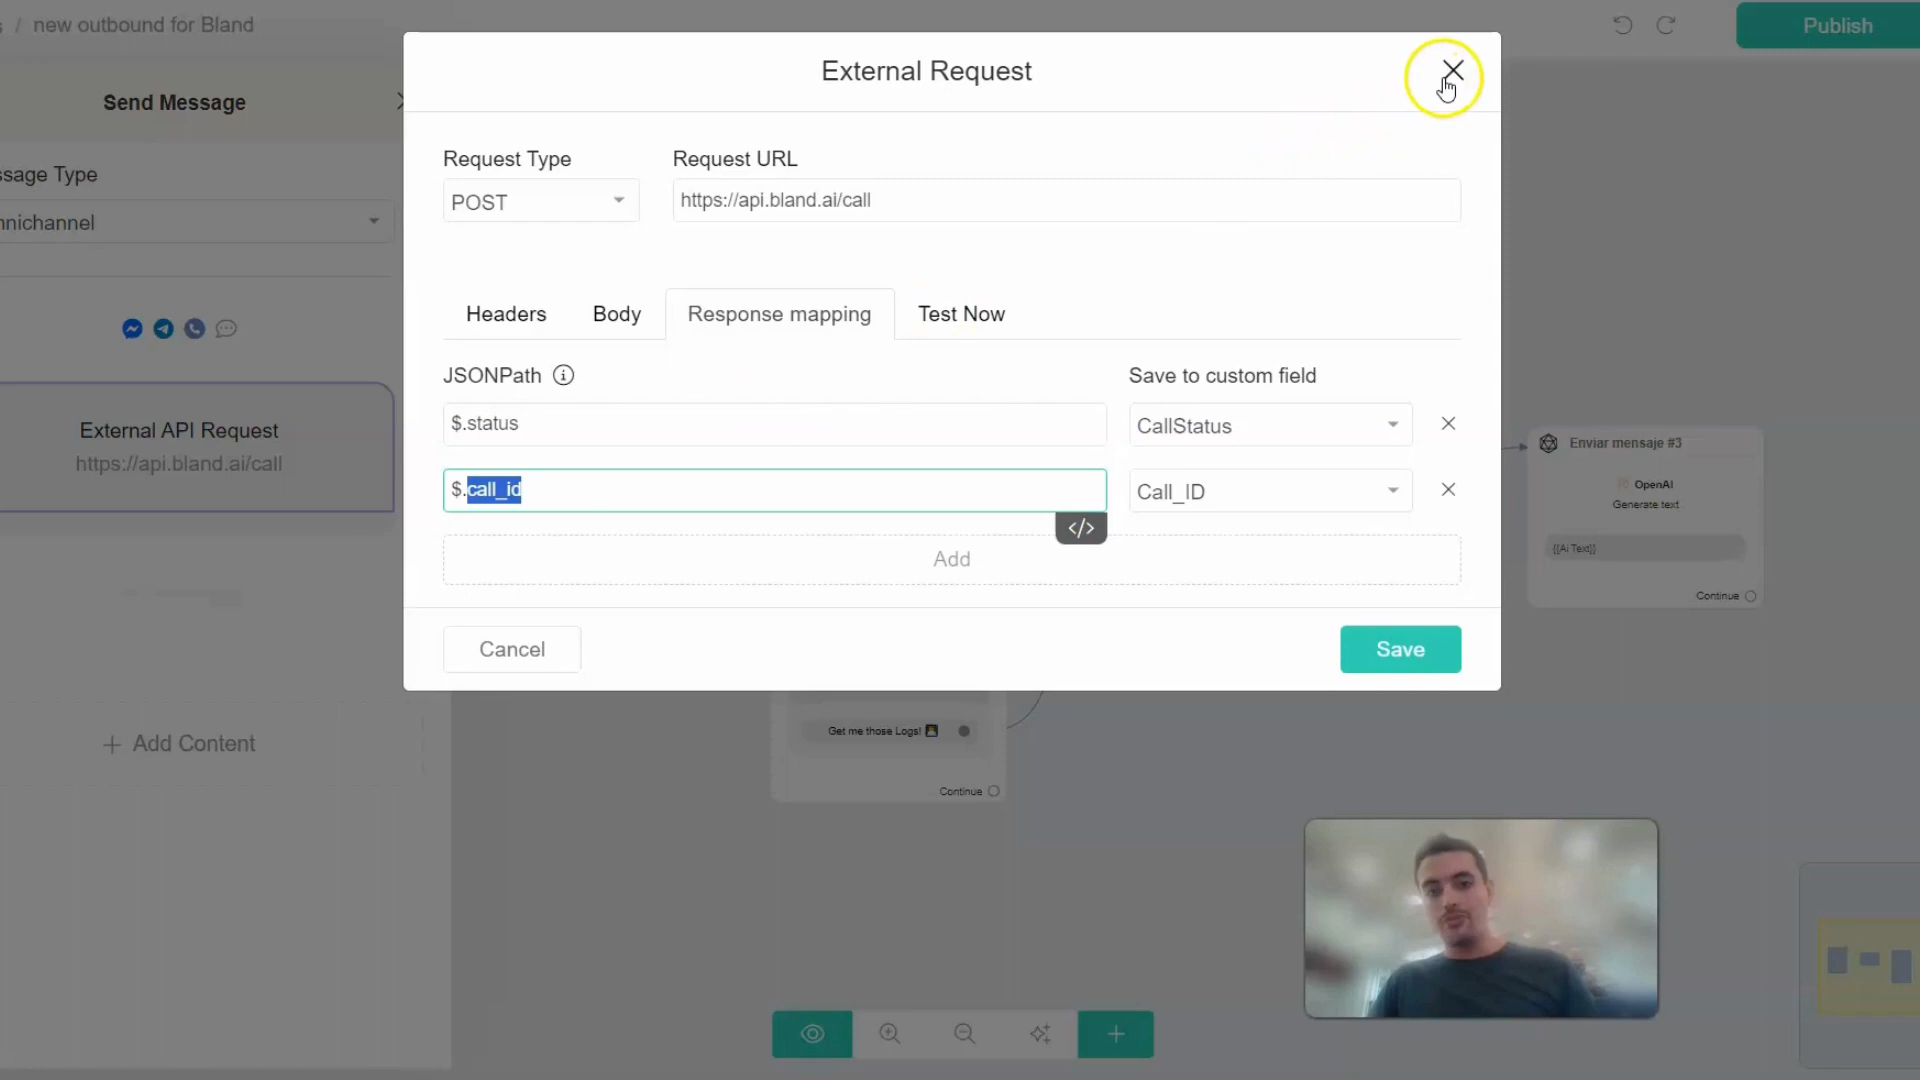 / new outbound for Bland
Publish
Send Message
ssage Type
nnichannel
External API Request
https://api.bland.ai/call
+ Add Content
External Request
Request Type
Request URL
POST
https://api.bland.ai/call
Headers
Body
Response mapping
Test Now
JSONPath
Save to custom field
$.status
CallStatus
$.call_id
Call_ID
</>
Add
Cancel
Save
Get me those Logs!
Continue
Enviar mensaje #3
OpenAI
Generate text
{{Ai Text}}
Continue